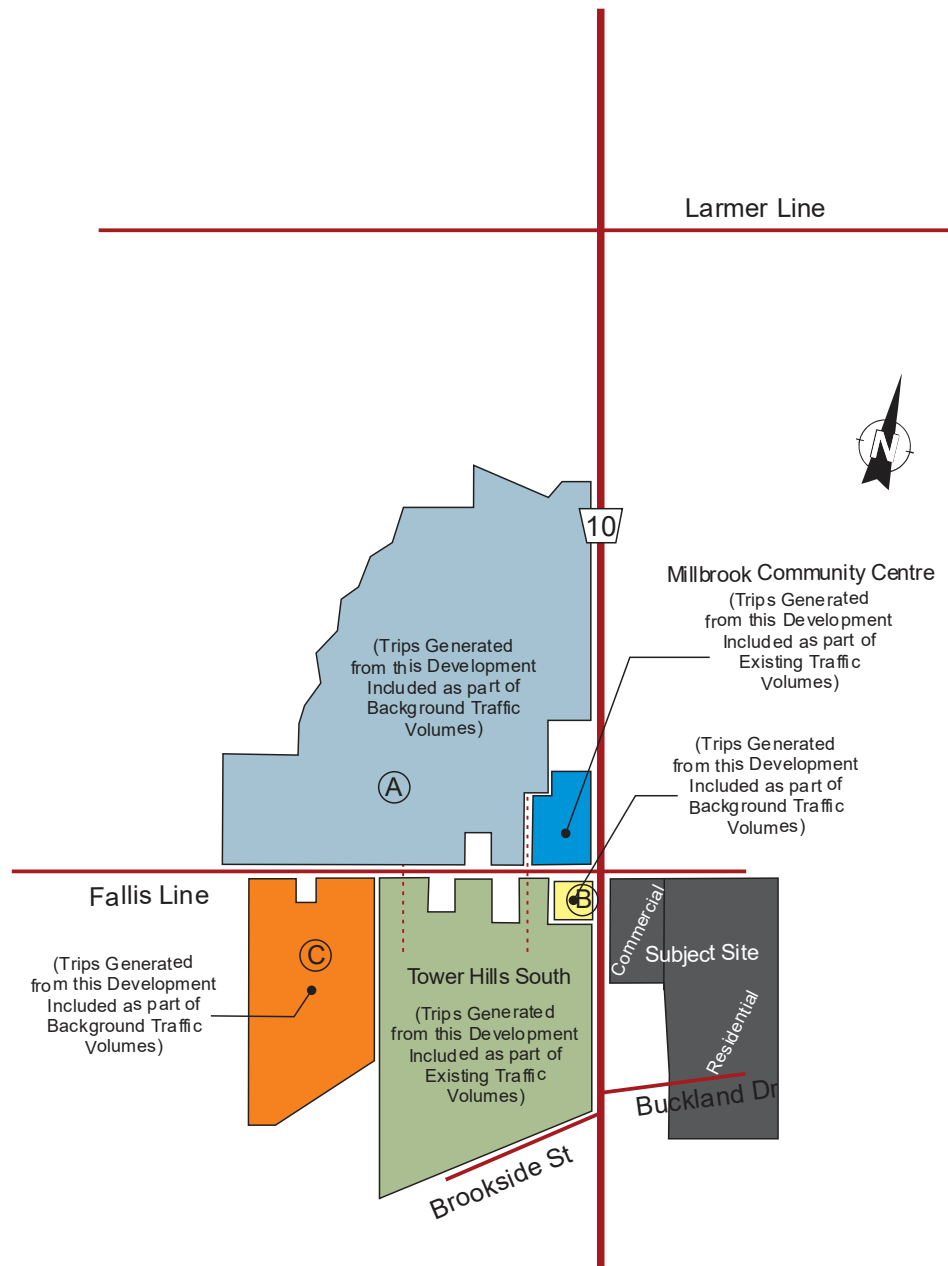 Larmer Line
N
10
Millbrook Community Centre
(Trips Generated
from this Development
Included as part of
Existing Traffic
Volumes)
(Trips Generated
from this Development
Included as part of
Background Traffic
Volumes)
A
(Trips Generated
from this Development
Included as part of
Background Traffic
Volumes)
Fallis Line
B
Commercial
Subject Site
Residential
C
(Trips Generated
from this Development
Included as part of
Background Traffic
Volumes)
Tower Hills South
(Trips Generated
from this Development
Included as part of
Existing Traffic
Volumes)
Buckland Dr
Brookside St